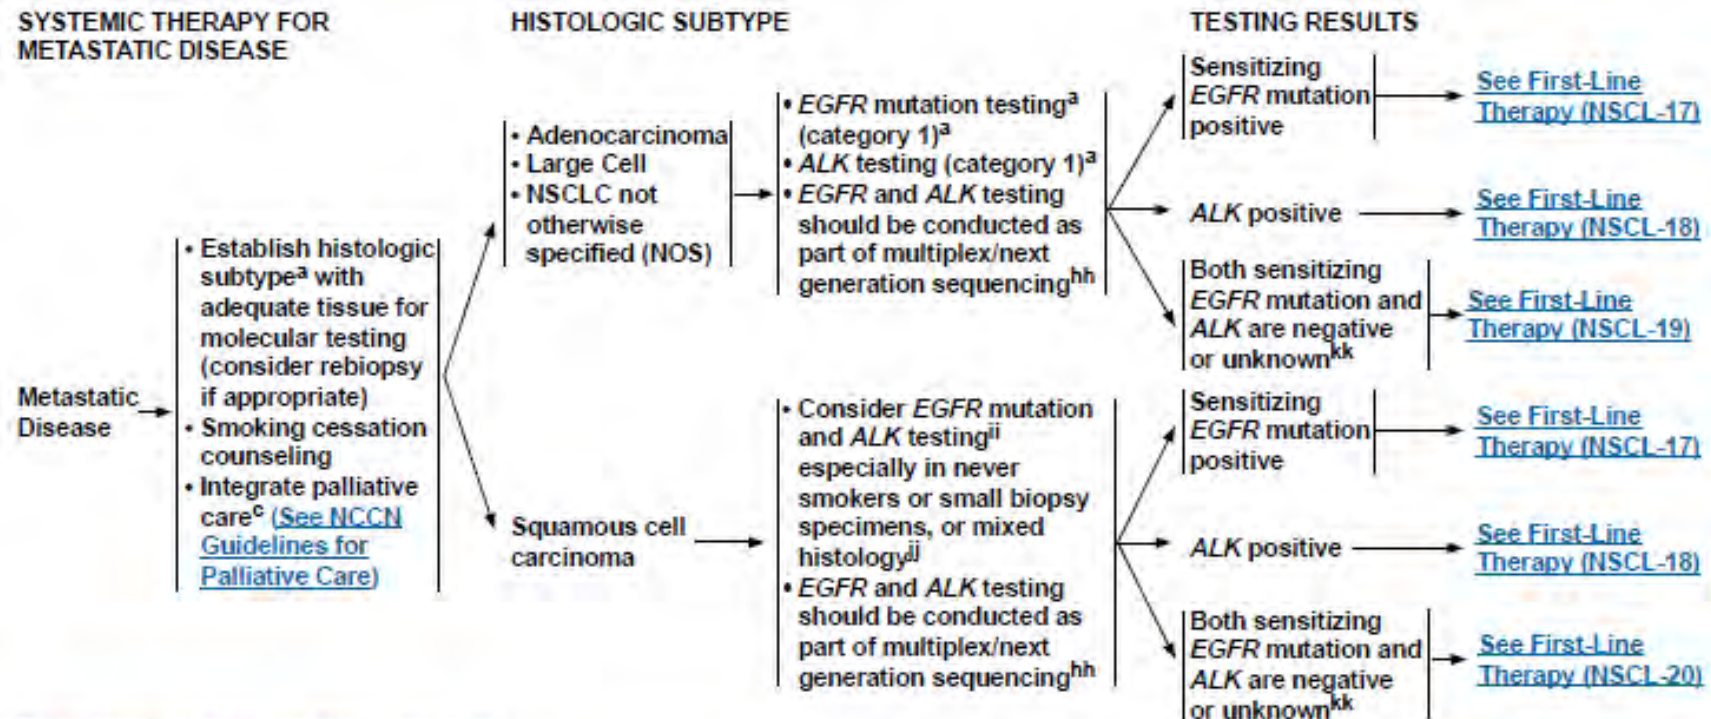 SYSTEMIC THERAPY FOR
METASTATIC DISEASE
HISTOLOGIC SUBTYPE
TESTING RESULTS
Metastatic
Disease
• Establish histologic
subtypeᵃ with
adequate tissue for
molecular testing
(consider rebiopsy
if appropriate)
• Smoking cessation
counseling
• Integrate palliative
careᶜ (See NCCN
Guidelines for
Palliative Care)
• Adenocarcinoma
• Large Cell
• NSCLC not
otherwise
specified (NOS)
• EGFR mutation testingᵃ
(category 1)ᵃ
• ALK testing (category 1)ᵃ
• EGFR and ALK testing
should be conducted as
part of multiplex/next
generation sequencingʰʰ
Sensitizing
EGFR mutation
positive
See First-Line
Therapy (NSCL-17)
ALK positive
See First-Line
Therapy (NSCL-18)
Both sensitizing
EGFR mutation and
ALK are negative
or unknownᵏᵏ
See First-Line
Therapy (NSCL-19)
Squamous cell
carcinoma
• Consider EGFR mutation
and ALK testingⁱⁱ
especially in never
smokers or small biopsy
specimens, or mixed
histologyʲʲ
• EGFR and ALK testing
should be conducted as
part of multiplex/next
generation sequencingʰʰ
Sensitizing
EGFR mutation
positive
See First-Line
Therapy (NSCL-17)
ALK positive
See First-Line
Therapy (NSCL-18)
Both sensitizing
EGFR mutation and
ALK are negative
or unknownᵏᵏ
See First-Line
Therapy (NSCL-20)